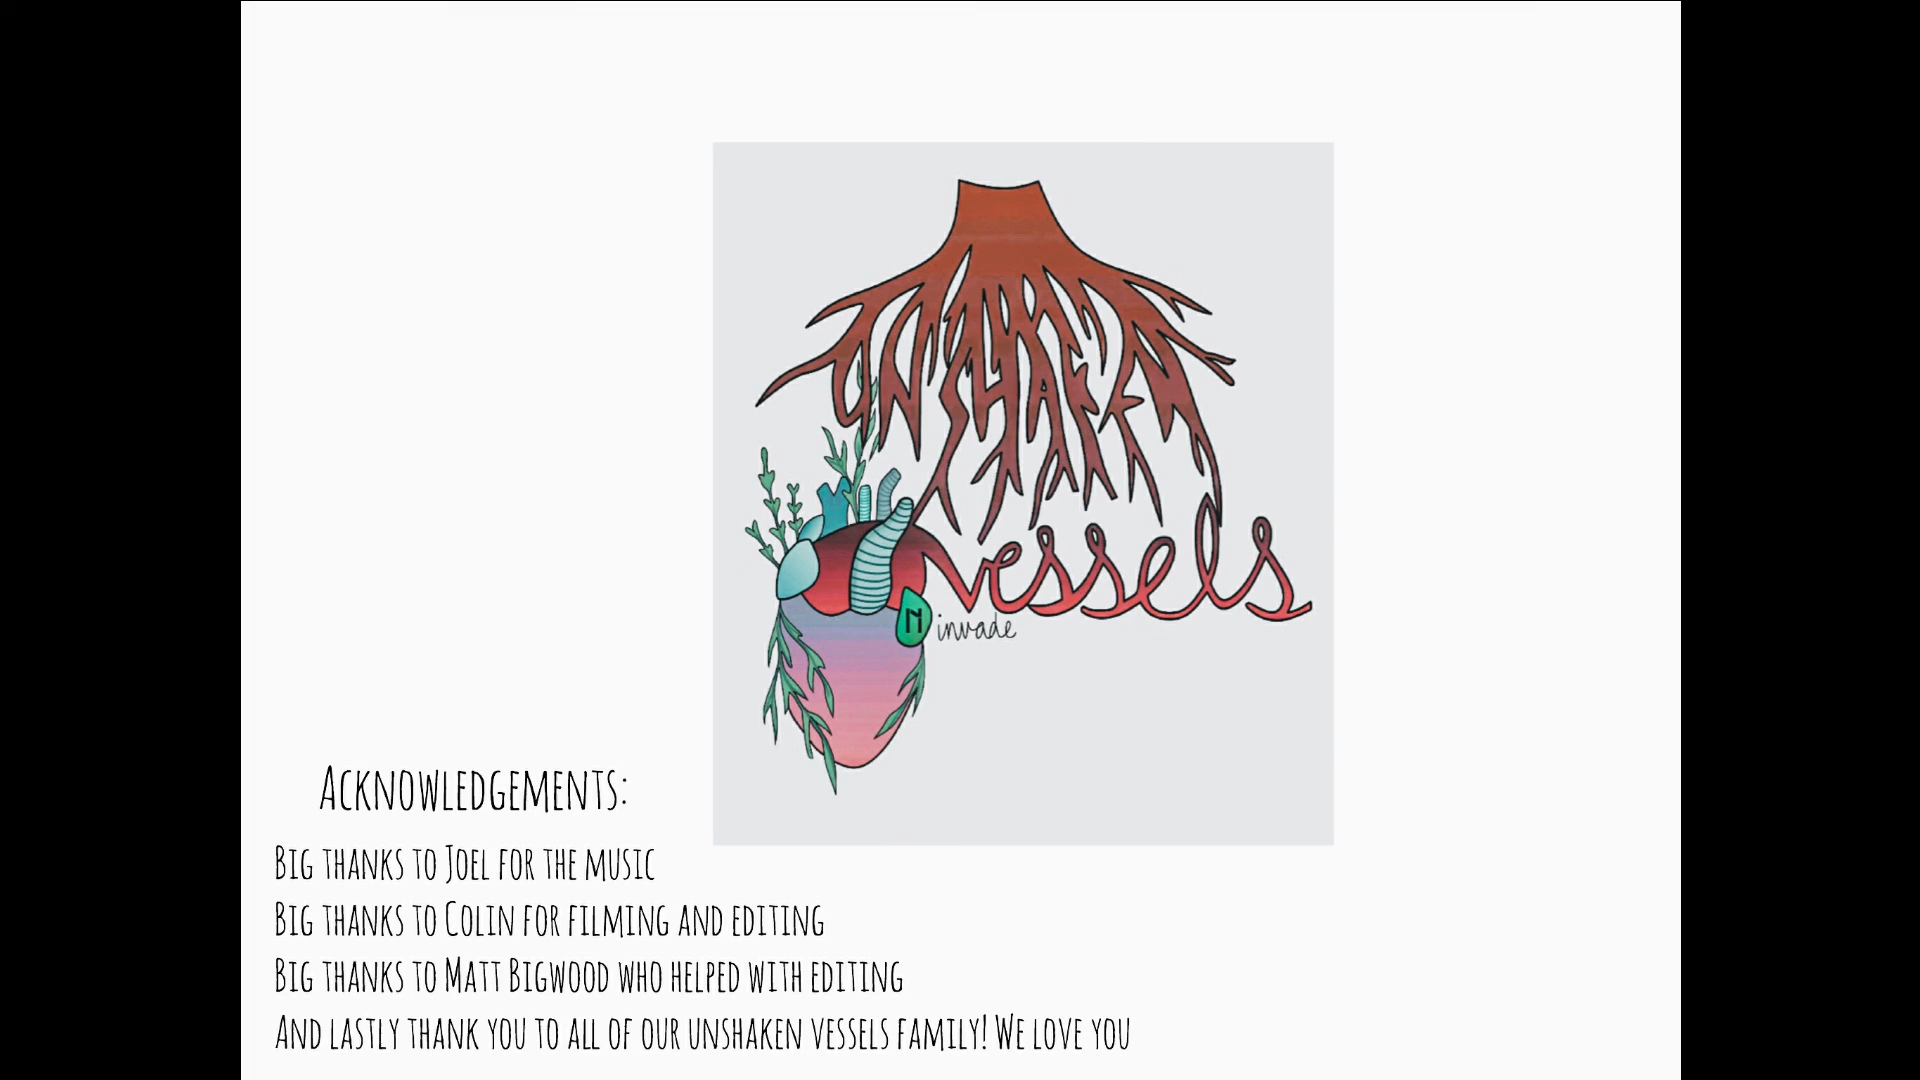 UNSHAKEN
vessels
M invade
Acknowledgements:
Big thanks to Joel for the music
Big thanks to Colin for filming and editing
Big thanks to Matt Bigwood who helped with editing
And lastly thank you to all of our unshaken vessels family! We love you